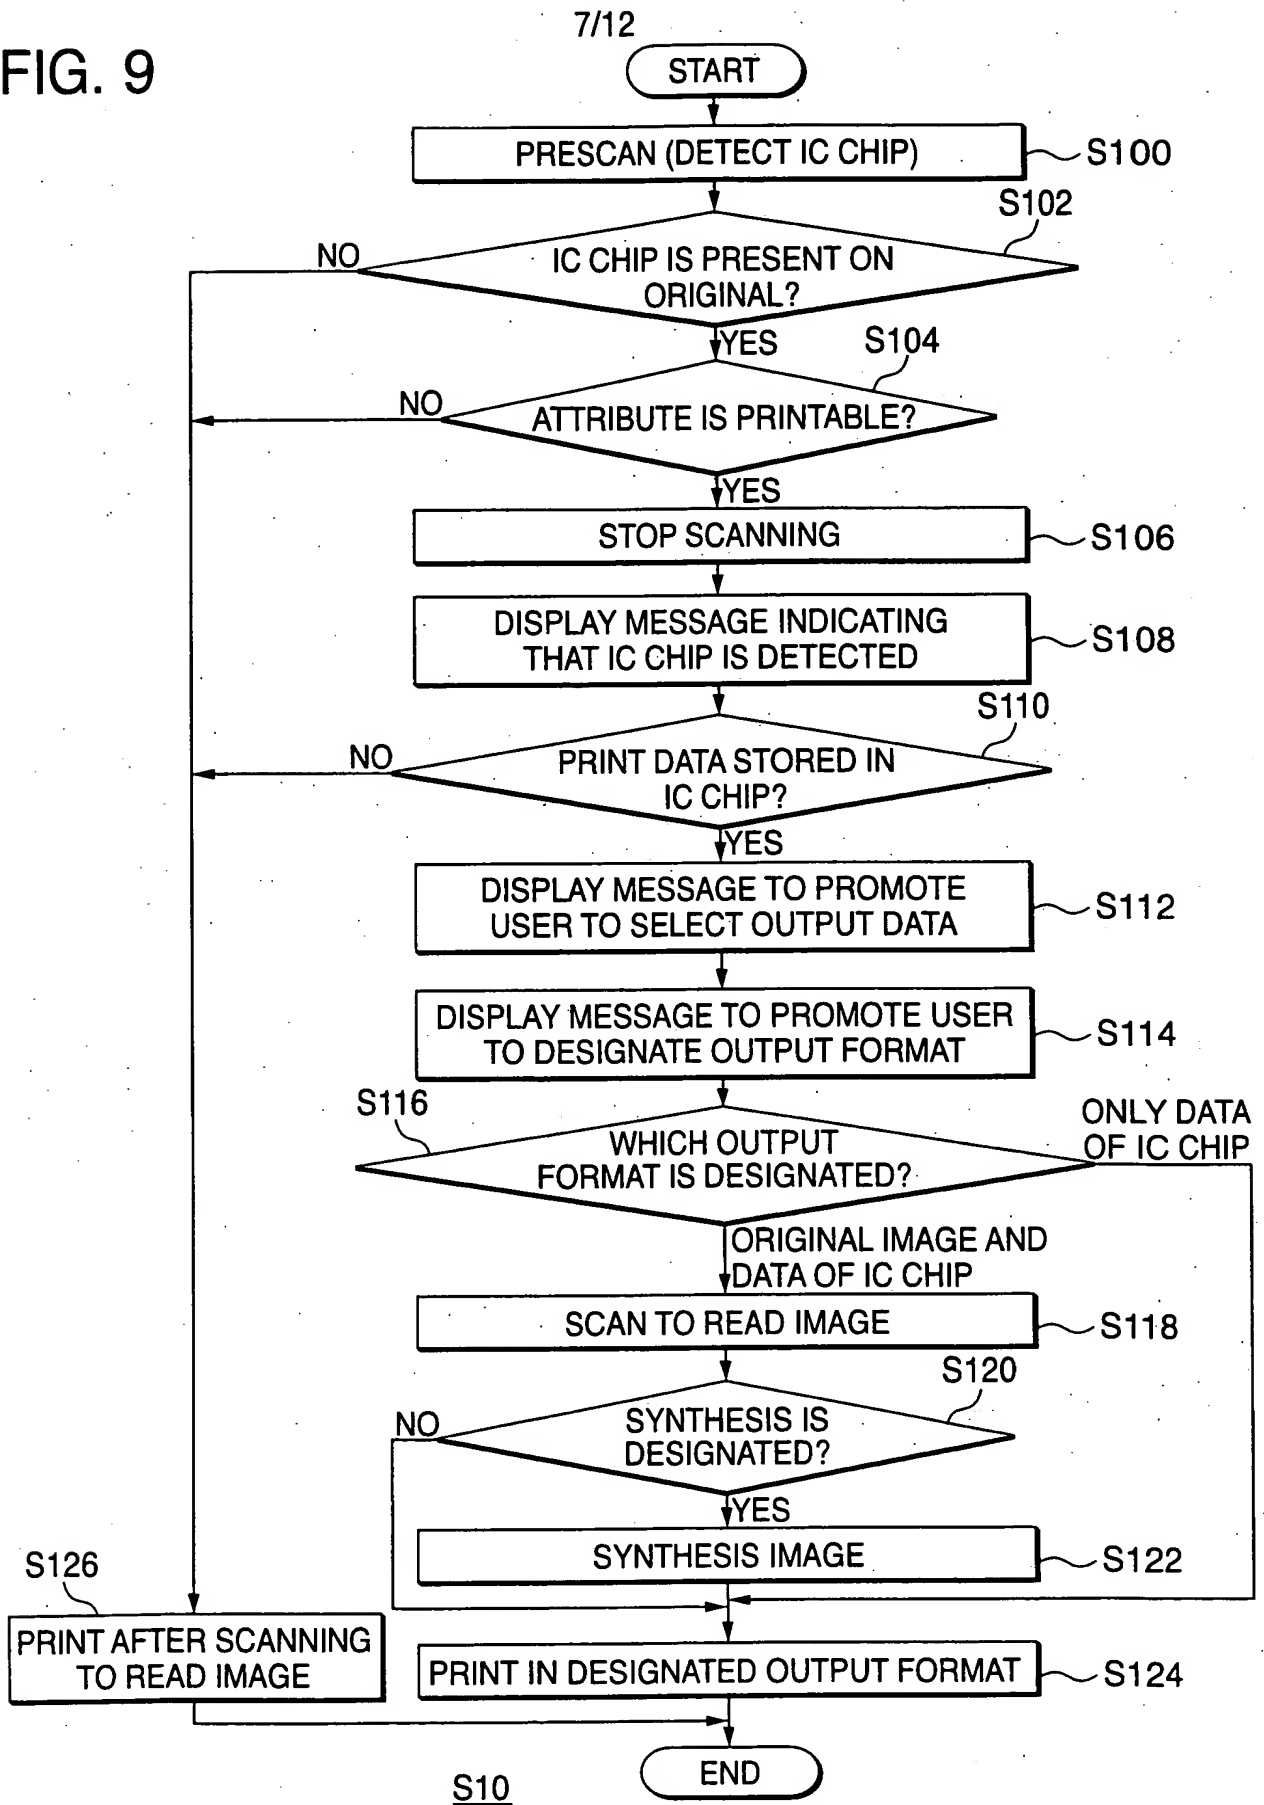 7/12
FIG. 9
START
PRESCAN (DETECT IC CHIP)
S100
S102
NO
IC CHIP IS PRESENT ON
ORIGINAL?
YES
S104
NO
ATTRIBUTE IS PRINTABLE?
YES
STOP SCANNING
S106
DISPLAY MESSAGE INDICATING
THAT IC CHIP IS DETECTED
S108
S110
NO
PRINT DATA STORED IN
IC CHIP?
YES
DISPLAY MESSAGE TO PROMOTE
USER TO SELECT OUTPUT DATA
S112
DISPLAY MESSAGE TO PROMOTE USER
TO DESIGNATE OUTPUT FORMAT
S114
S116
WHICH OUTPUT
FORMAT IS DESIGNATED?
ONLY DATA
OF IC CHIP
ORIGINAL IMAGE AND
DATA OF IC CHIP
SCAN TO READ IMAGE
S118
S120
NO
SYNTHESIS IS
DESIGNATED?
YES
SYNTHESIS IMAGE
S122
S126
PRINT AFTER SCANNING
TO READ IMAGE
PRINT IN DESIGNATED OUTPUT FORMAT
S124
END
S10